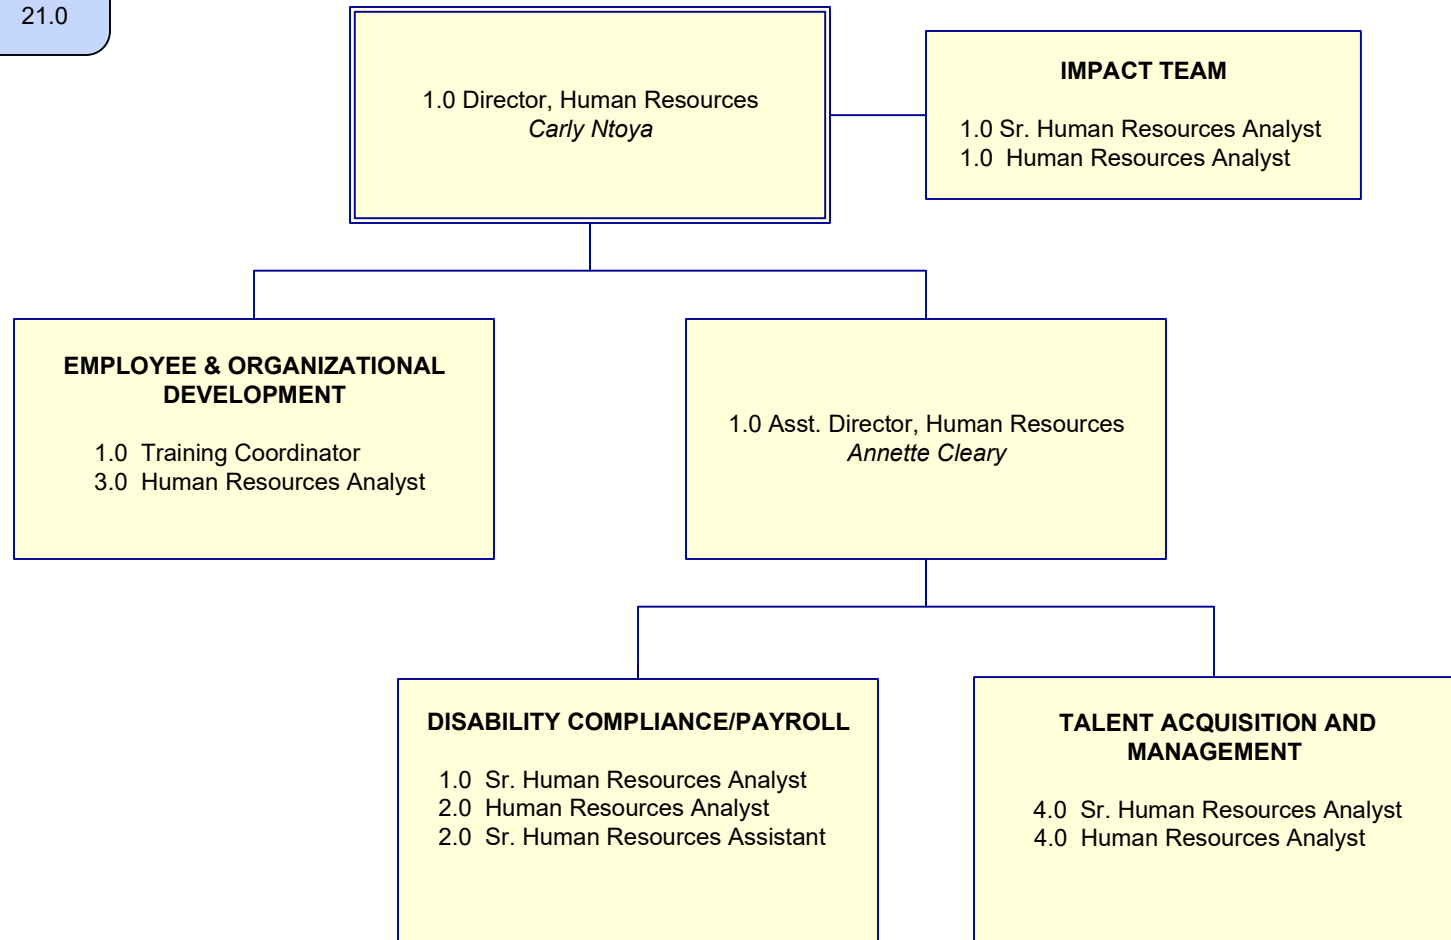 21.0
1.0 Director, Human Resources
Carly Ntoya
IMPACT TEAM
1.0 Sr. Human Resources Analyst
1.0 Human Resources Analyst
EMPLOYEE & ORGANIZATIONAL
DEVELOPMENT
1.0 Training Coordinator
3.0 Human Resources Analyst
1.0 Asst. Director, Human Resources
Annette Cleary
DISABILITY COMPLIANCE/PAYROLL
1.0 Sr. Human Resources Analyst
2.0 Human Resources Analyst
2.0 Sr. Human Resources Assistant
TALENT ACQUISITION AND
MANAGEMENT
4.0 Sr. Human Resources Analyst
4.0 Human Resources Analyst